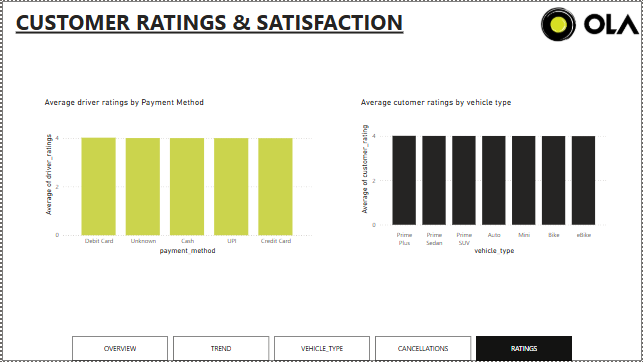 CUSTOMER RATINGS & SATISFACTION
OLA
Average driver ratings by Payment Method
Average of driver_ratings
4
2
0
Debit Card Unknown Cash UPI Credit Card
payment_method
Average cutomer ratings by vehicle type
Average of customer_rating
4
2
0
Prime Plus Prime Sedan Prime SUV Auto Mini Bike eBike
vehicle_type
OVERVIEW TREND VEHICLE_TYPE CANCELLATIONS RATINGS